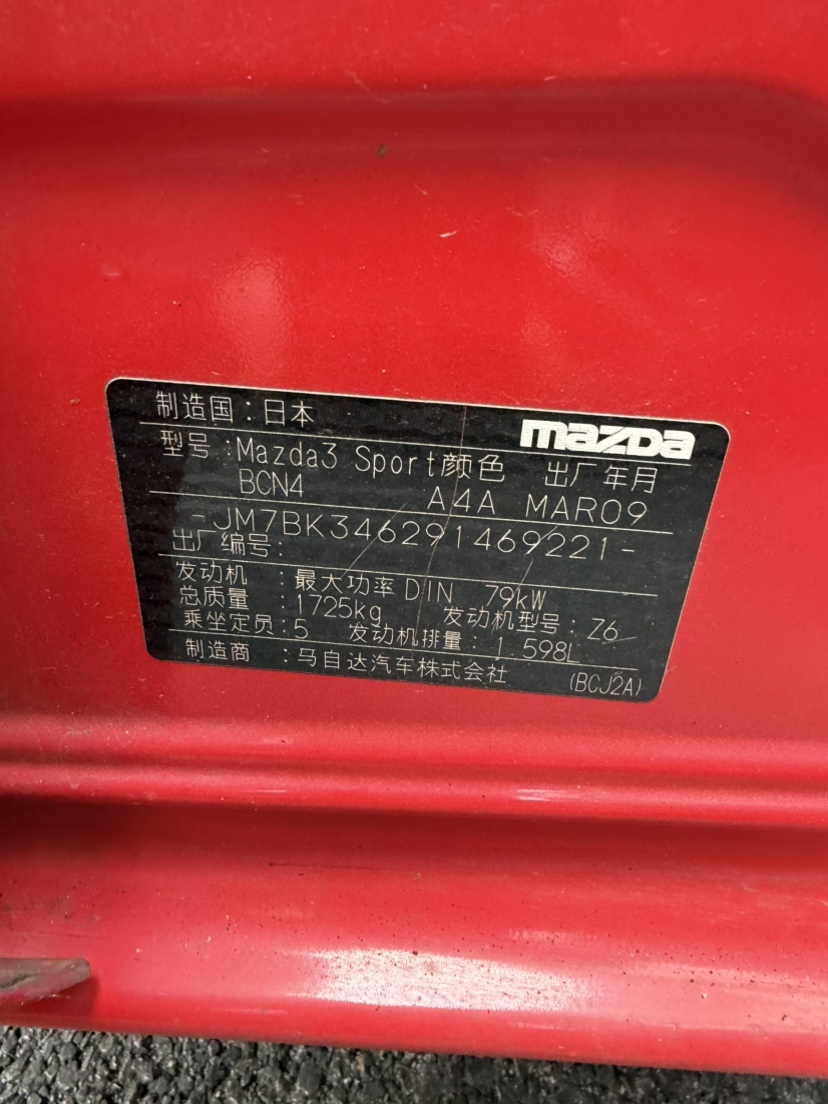 制造国：日本
mazda
型号：Mazda3 Sport 颜色 出厂年月
BCN4 A4A MAR09
-JM7BK346291469221-
出厂编号：
发动机：最大功率DIN 79kW
总质量：1725kg 发动机型号：Z6
乘坐定员：5 发动机排量：1.598L
制造商：马自达汽车株式会社 (BCJ2A)